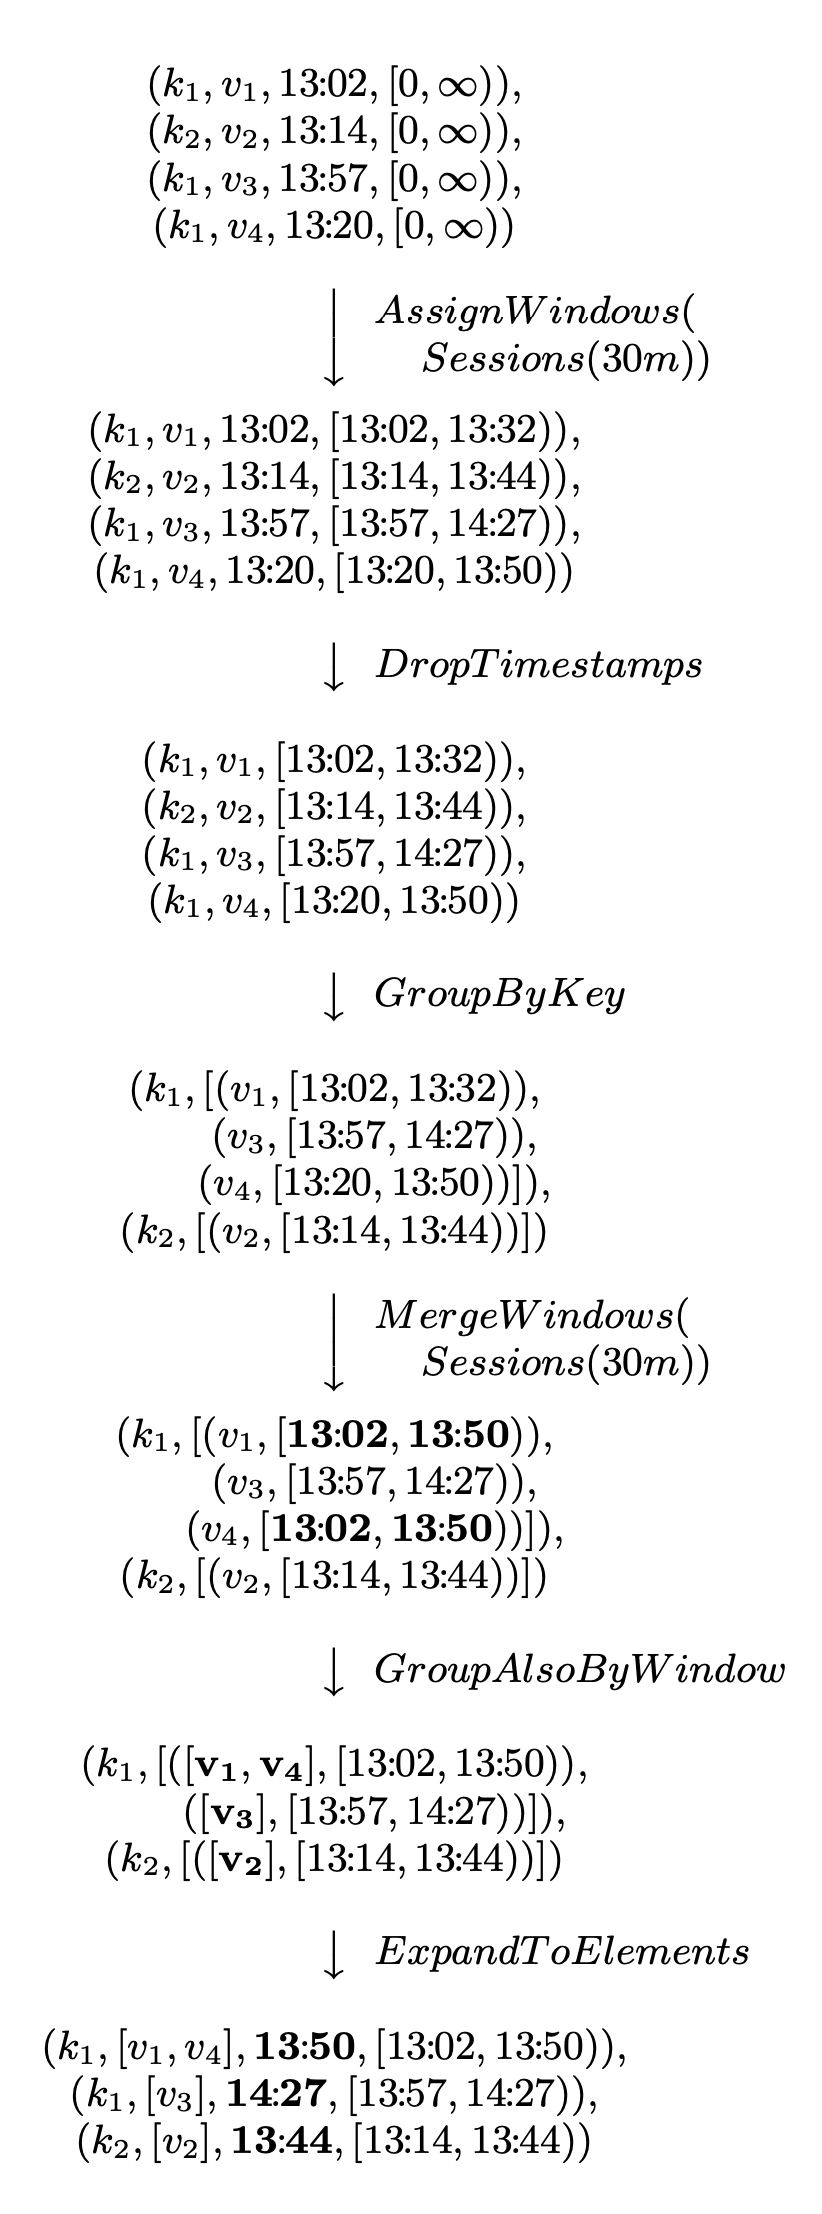 (k₁, v₁, 13:02, [0, ∞)),
(k₂, v₂, 13:14, [0, ∞)),
(k₁, v₃, 13:57, [0, ∞)),
(k₁, v₄, 13:20, [0, ∞))
↓ AssignWindows(
Sessions(30m))
(k₁, v₁, 13:02, [13:02, 13:32)),
(k₂, v₂, 13:14, [13:14, 13:44)),
(k₁, v₃, 13:57, [13:57, 14:27)),
(k₁, v₄, 13:20, [13:20, 13:50))
↓ DropTimestamps
(k₁, v₁, [13:02, 13:32)),
(k₂, v₂, [13:14, 13:44)),
(k₁, v₃, [13:57, 14:27)),
(k₁, v₄, [13:20, 13:50))
↓ GroupByKey
(k₁, [(v₁, [13:02, 13:32)),
(v₃, [13:57, 14:27)),
(v₄, [13:20, 13:50))]),
(k₂, [(v₂, [13:14, 13:44))])
↓ MergeWindows(
Sessions(30m))
(k₁, [(v₁, [13:02, 13:50)),
(v₃, [13:57, 14:27)),
(v₄, [13:02, 13:50))]),
(k₂, [(v₂, [13:14, 13:44))])
↓ GroupAlsoByWindow
(k₁, [([v₁, v₄], [13:02, 13:50)),
([v₃], [13:57, 14:27))]),
(k₂, [([v₂], [13:14, 13:44))])
↓ ExpandToElements
(k₁, [v₁, v₄], 13:50, [13:02, 13:50)),
(k₁, [v₃], 14:27, [13:57, 14:27)),
(k₂, [v₂], 13:44, [13:14, 13:44))